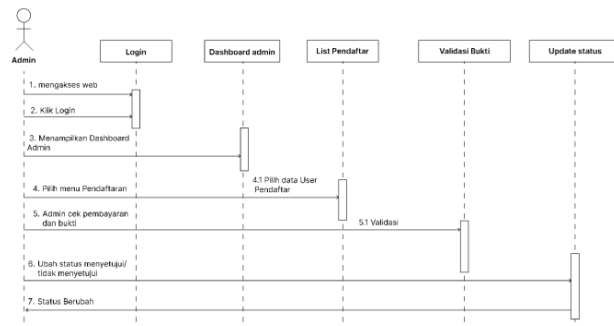 Admin
Login
Dashboard admin
List Pendaftar
Validasi Bukti
Update status
1. mengakses web
2. Klik Login
3. Menampilkan Dashboard
Admin
4.1 Pilih data User
Pendaftar
4. Pilih menu Pendaftaran
5. Admin cek pembayaran
dan bukti
5.1 Validasi
6. Ubah status menyetujui/
tidak menyetujui
7. Status Berubah